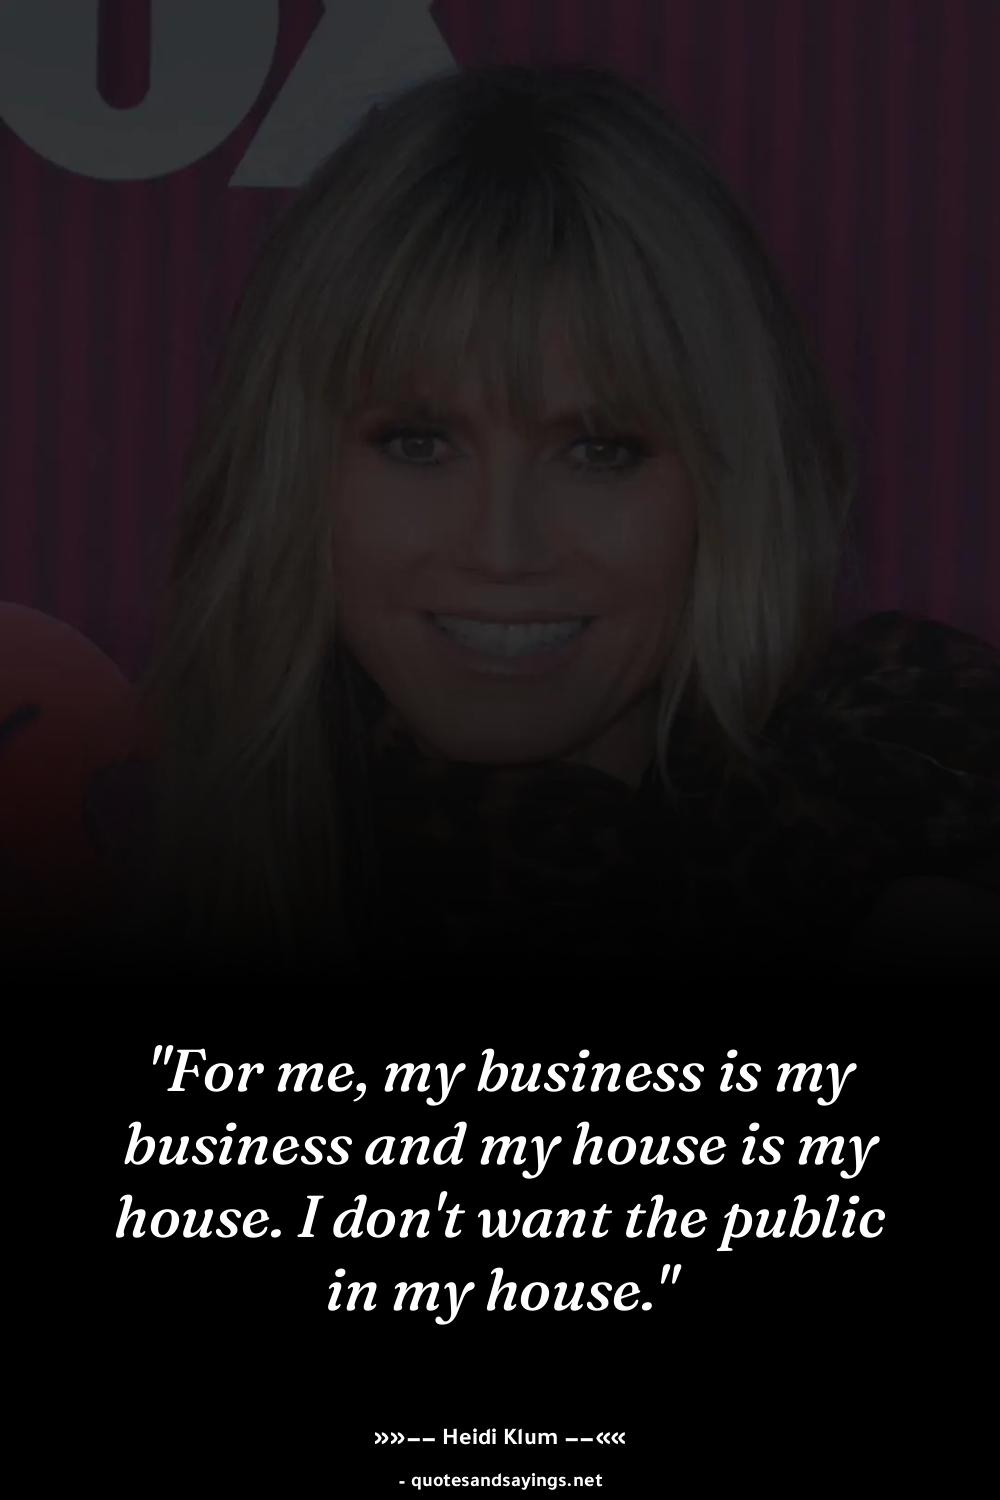 "For me, my business is my
business and my house is my
house. I don't want the public
in my house."
»»−− Heidi Klum −−««
- quotesandsayings.net